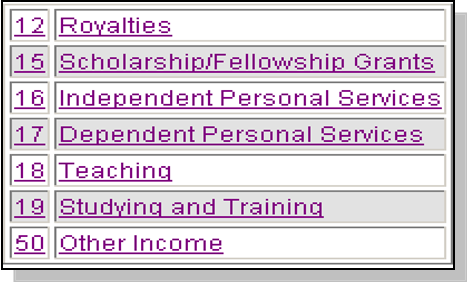 12 Royalties
15 Scholarship/Fellowship Grants
16 Independent Personal Services
17 Dependent Personal Services
18 Teaching
19 Studying and Training
50 Other Income